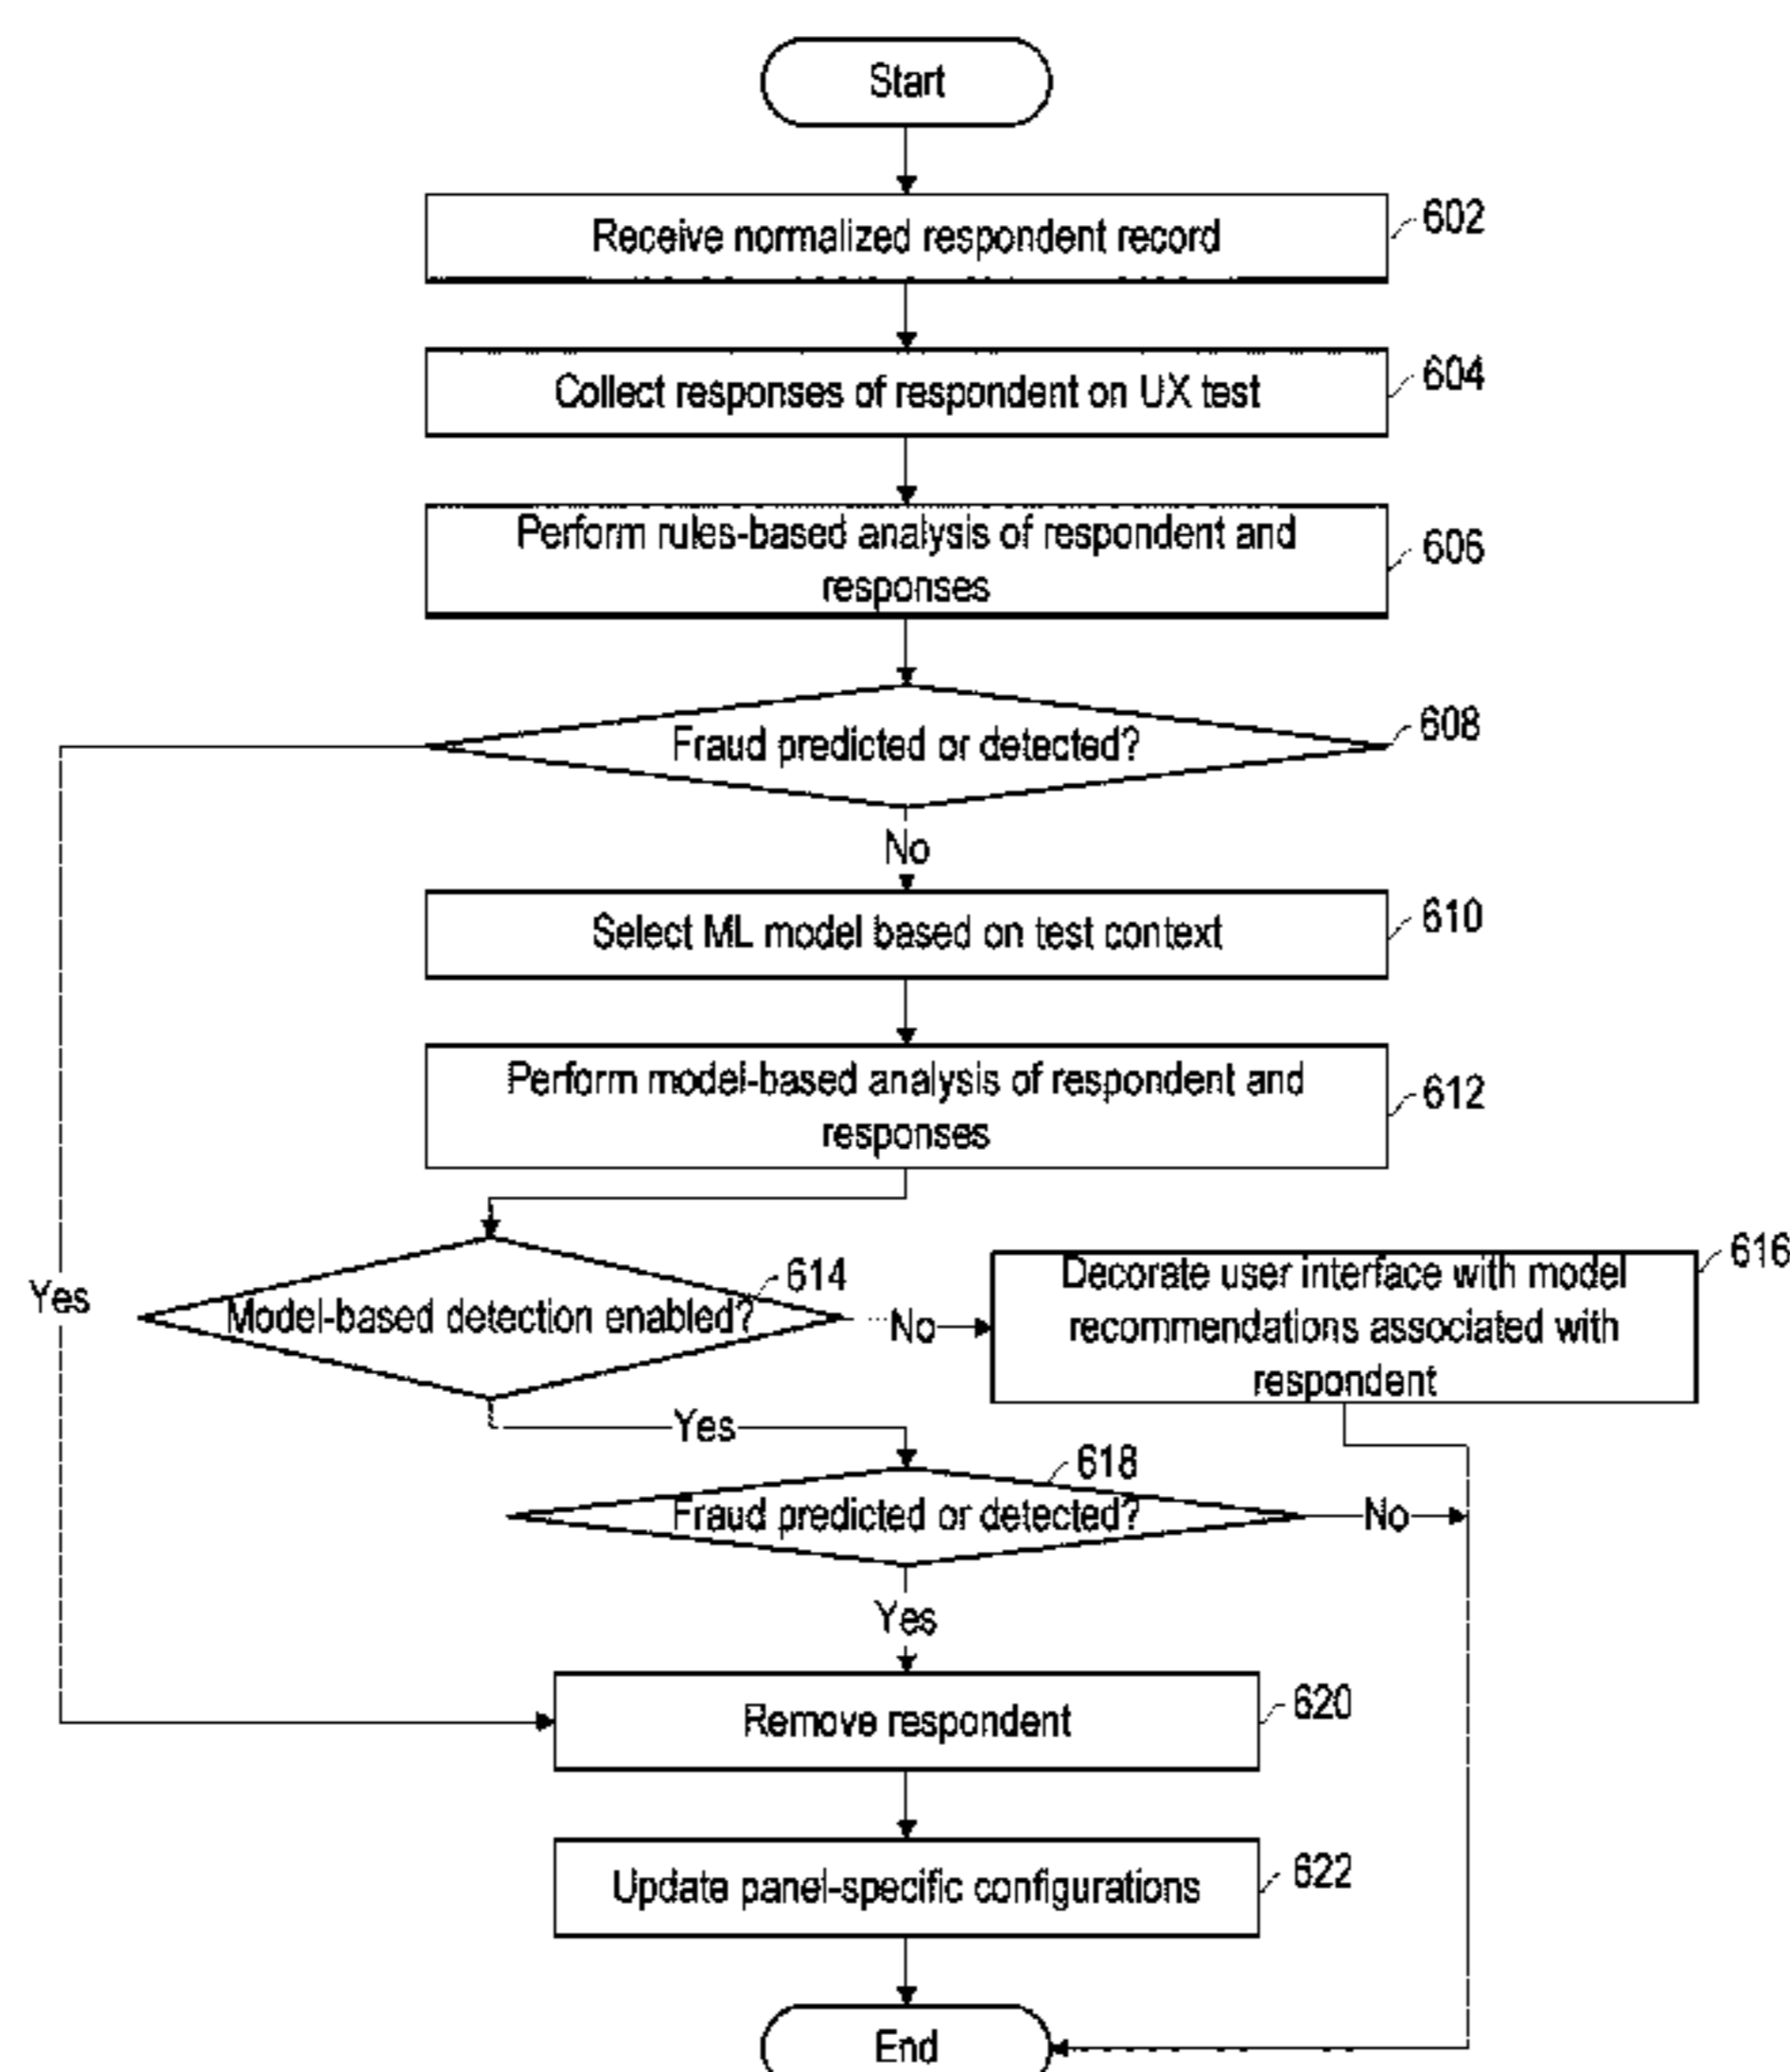 Start
Receive normalized respondent record
602
Collect responses of respondent on UX test
604
Perform rules-based analysis of respondent and
responses
606
Fraud predicted or detected?
608
No
Select ML model based on test context
610
Perform model-based analysis of respondent and
responses
612
Yes
Model-based detection enabled?
614
No
Decorate user interface with model
recommendations associated with
respondent
616
Yes
Fraud predicted or detected?
618
No
Yes
Remove respondent
620
Update panel-specific configurations
622
End